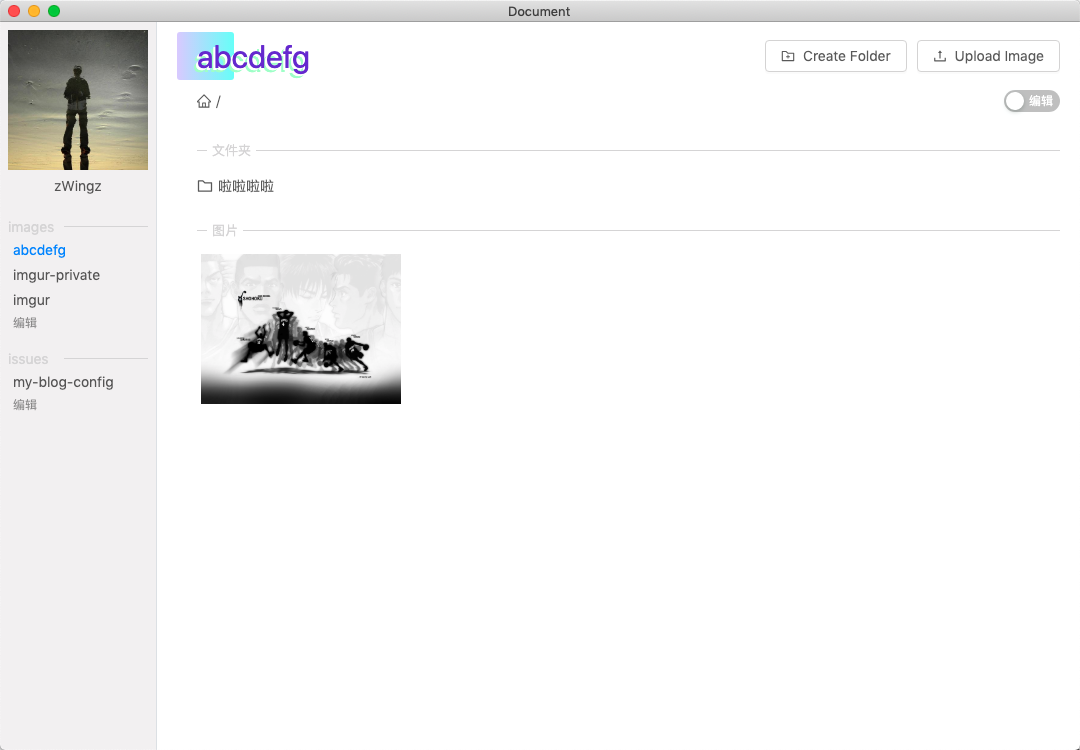 Document
zWingz
images
abcdefg
imgur-private
imgur
编辑
issues
my-blog-config
编辑
abcdefg
Create Folder
Upload Image
/
编辑
文件夹
啦啦啦啦
图片